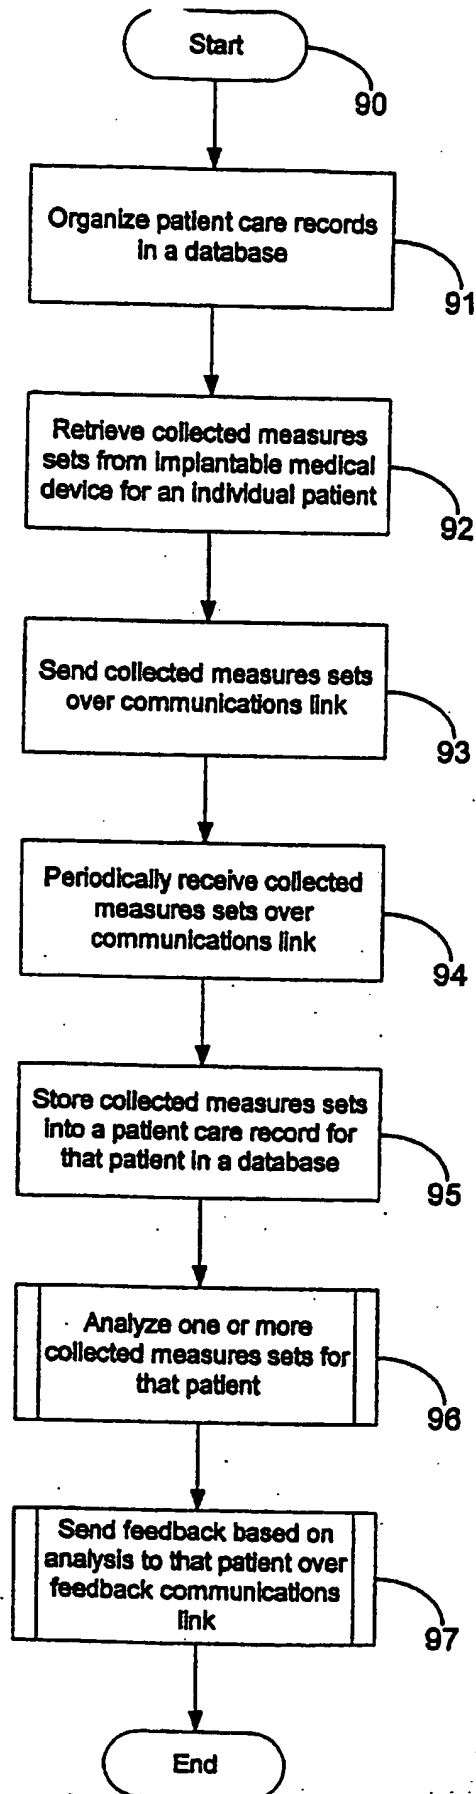 Start
90
Organize patient care records
in a database
91
Retrieve collected measures
sets from implantable medical
device for an individual patient
92
Send collected measures sets
over communications link
93
Periodically receive collected
measures sets over
communications link
94
Store collected measures sets
into a patient care record for
that patient in a database
95
Analyze one or more
collected measures sets for
that patient
96
Send feedback based on
analysis to that patient over
feedback communications
link
97
End